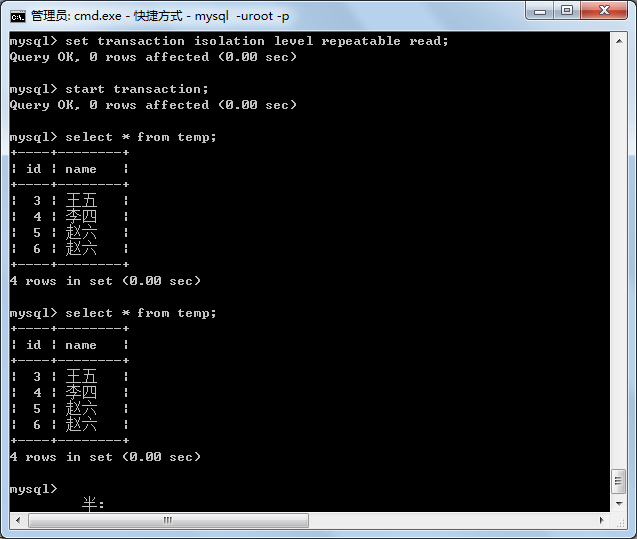 管理员: cmd.exe - 快捷方式 - mysql  -uroot -p
mysql> set transaction isolation level repeatable read;
Query OK, 0 rows affected (0.00 sec)
mysql> start transaction;
Query OK, 0 rows affected (0.00 sec)
mysql> select * from temp;
+----+--------+
| id | name   |
+----+--------+
|  3 | 王五   |
|  4 | 李四   |
|  5 | 赵六   |
|  6 | 赵六   |
+----+--------+
4 rows in set (0.00 sec)
mysql> select * from temp;
+----+--------+
| id | name   |
+----+--------+
|  3 | 王五   |
|  4 | 李四   |
|  5 | 赵六   |
|  6 | 赵六   |
+----+--------+
4 rows in set (0.00 sec)
mysql>
半: